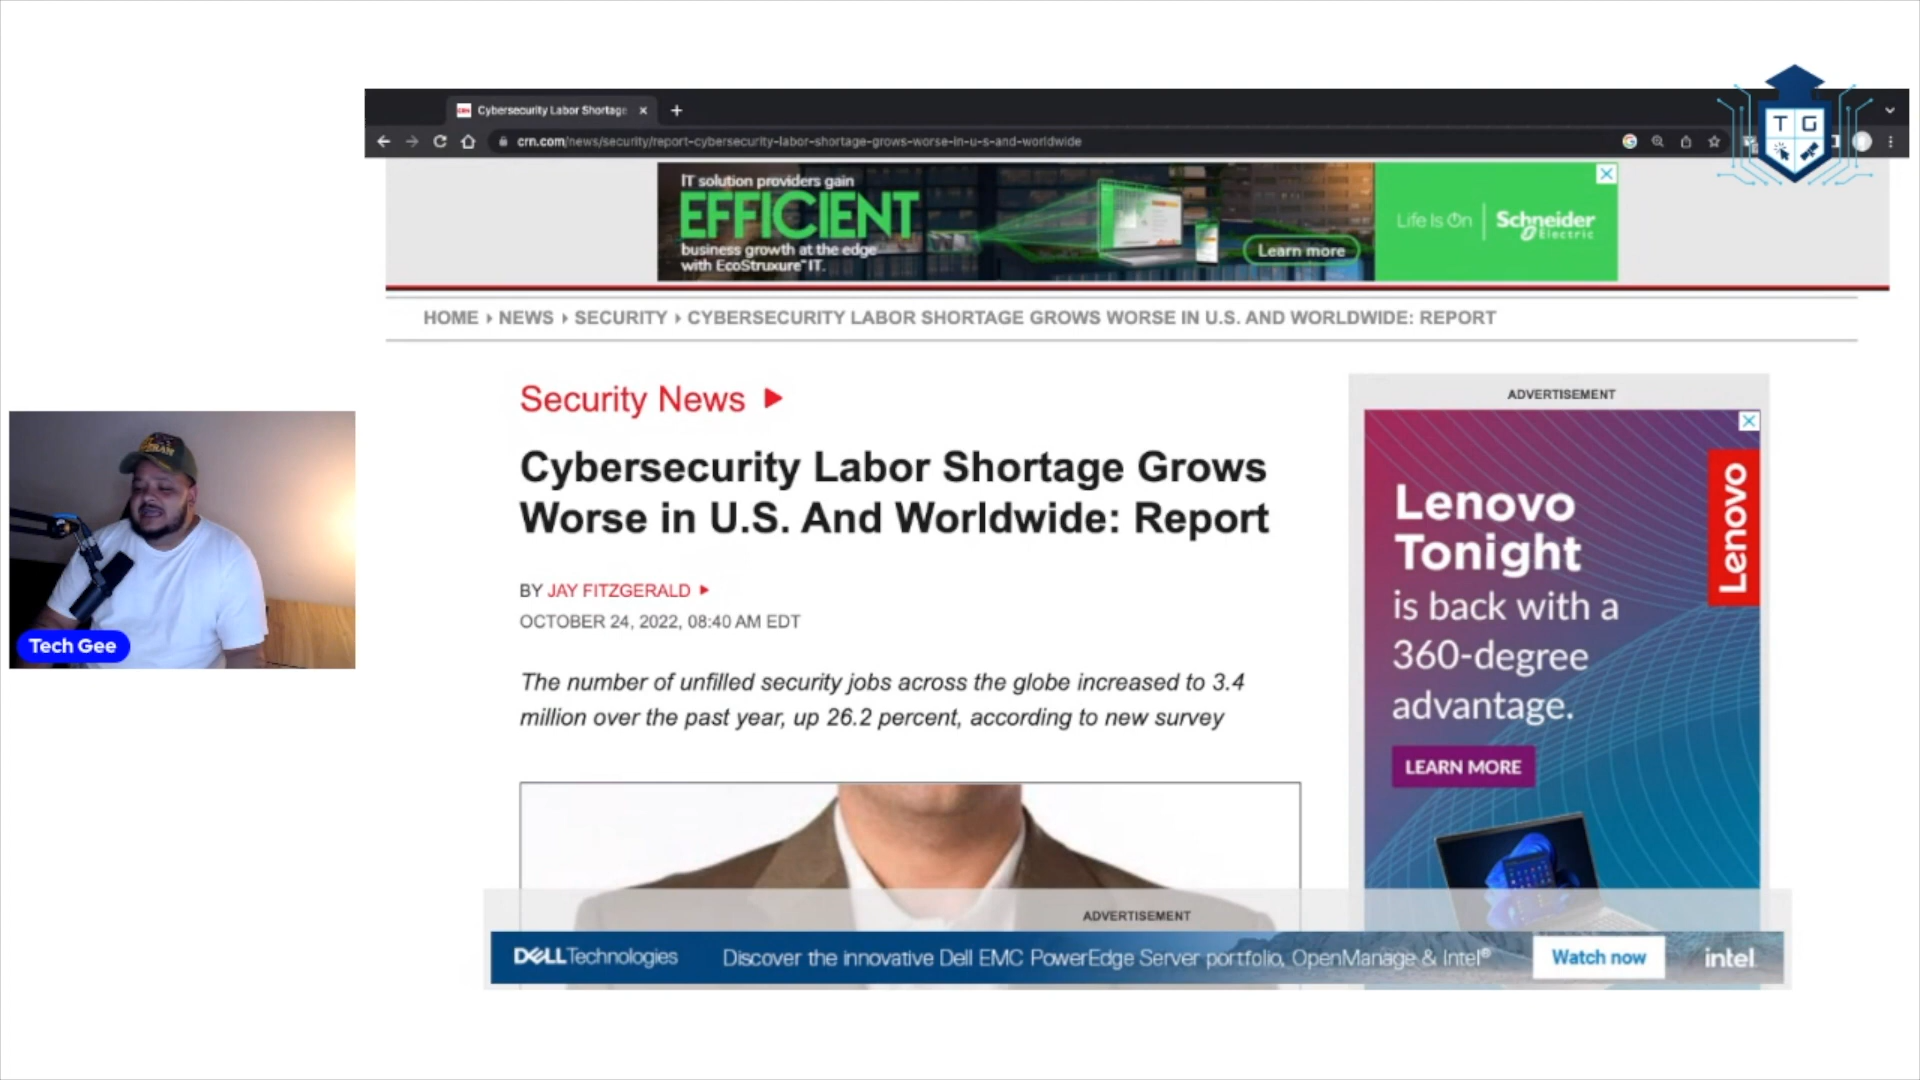 Cybersecurity Labor Shortage
crn.com/news/security/report-cybersecurity-labor-shortage-grows-worse-in-u-s-and-worldwide
T G
IT solution providers gain
EFFICIENT
business growth at the edge
with EcoStruxure™ IT.
Learn more
Life Is On | Schneider
Electric
HOME › NEWS › SECURITY › CYBERSECURITY LABOR SHORTAGE GROWS WORSE IN U.S. AND WORLDWIDE: REPORT
Security News
Cybersecurity Labor Shortage Grows
Worse in U.S. And Worldwide: Report
BY JAY FITZGERALD
OCTOBER 24, 2022, 08:40 AM EDT
The number of unfilled security jobs across the globe increased to 3.4
million over the past year, up 26.2 percent, according to new survey
Tech Gee
ADVERTISEMENT
Lenovo
Tonight
is back with a
360-degree
advantage.
LEARN MORE
Lenovo
ADVERTISEMENT
DELLTechnologies
Discover the innovative Dell EMC PowerEdge Server portfolio, OpenManage & Intel®
Watch now
intel